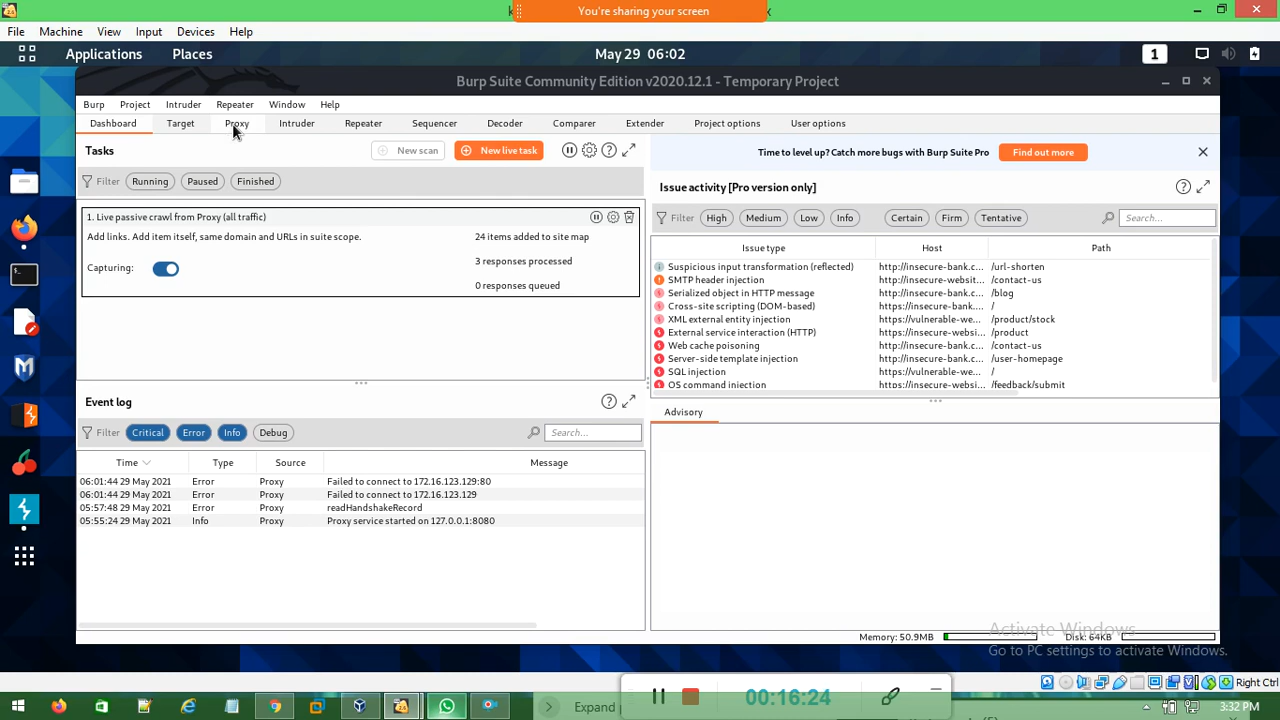 You're sharing your screen
File Machine View Input Devices Help
Applications Places May 29 06:02 1
Burp Suite Community Edition v2020.12.1 - Temporary Project
Burp Project Intruder Repeater Window Help
Dashboard Target Proxy Intruder Repeater Sequencer Decoder Comparer Extender Project options User options
Tasks New scan New live task
Filter Running Paused Finished
1. Live passive crawl from Proxy (all traffic)
Add links. Add item itself, same domain and URLs in suite scope. 24 items added to site map
3 responses processed
Capturing:
0 responses queued
Time to level up? Catch more bugs with Burp Suite Pro Find out more
Issue activity [Pro version only]
Filter High Medium Low Info Certain Firm Tentative Search...
Issue type Host Path
Suspicious input transformation (reflected) http://insecure-bank.c... /url-shorten
SMTP header injection http://insecure-websit... /contact-us
Serialized object in HTTP message http://insecure-bank.c... /blog
Cross-site scripting (DOM-based) http://insecure-bank.... /
XML external entity injection https://vulnerable-we... /product/stock
External service interaction (HTTP) https://insecure-websi... /product
Web cache poisoning http://insecure-bank.c... /contact-us
Server-side template injection http://insecure-bank.c... /user-homepage
SQL injection https://vulnerable-we... /
OS command injection https://insecure-websi... /feedback/submit
Event log
Filter Critical Error Info Debug Search...
Time Type Source Message
06:01:44 29 May 2021 Error Proxy Failed to connect to 172.16.123.129:80
06:01:44 29 May 2021 Error Proxy Failed to connect to 172.16.123.129
05:57:48 29 May 2021 Error Proxy readHandshakeRecord
05:55:24 29 May 2021 Info Proxy Proxy service started on 127.0.0.1:8080
Advisory
Memory: 50.9MB Disk: 64KB
Activate Windows
Go to PC settings to activate Windows.
Right Ctrl
Expand
00:16:24
3:32 PM